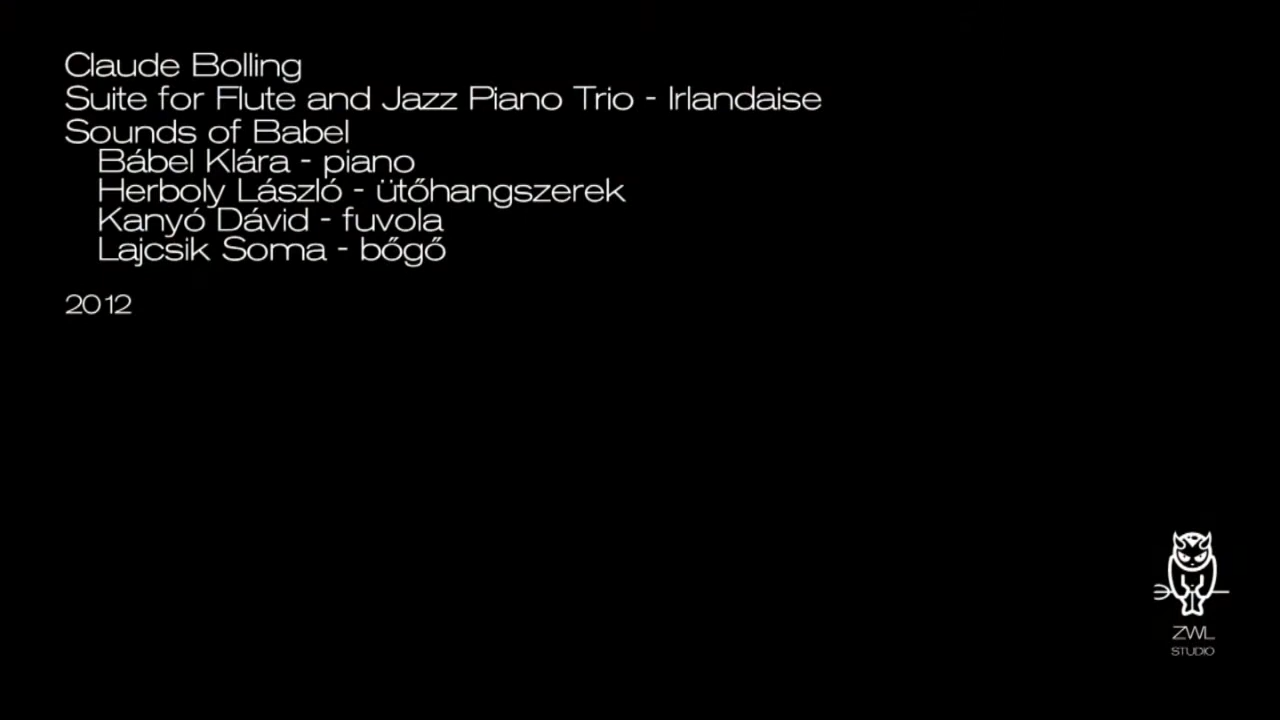 Claude Bolling
Suite for Flute and Jazz Piano Trio - Irlandaise
Sounds of Babel
Bábel Klára - piano
Herboly László - ütőhangszerek
Kanyó Dávid - fuvola
Lajcsik Soma - bőgő
2012
ZWL
STUDIO